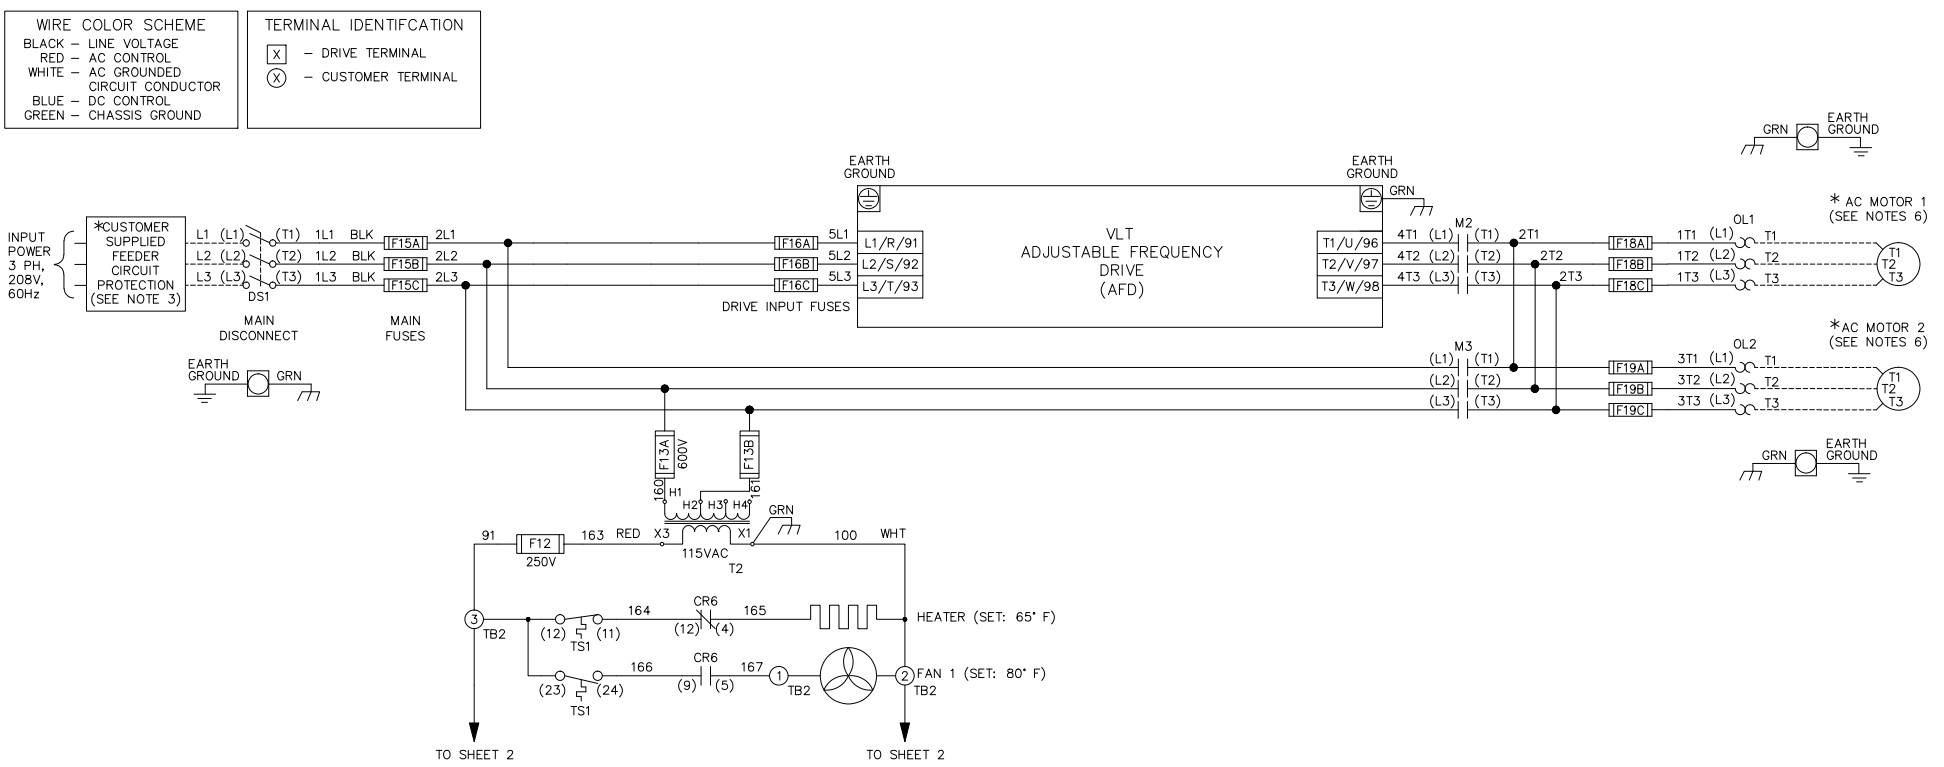 WIRE COLOR SCHEME
BLACK – LINE VOLTAGE
RED – AC CONTROL
WHITE – AC GROUNDED
CIRCUIT CONDUCTOR
BLUE – DC CONTROL
GREEN – CHASSIS GROUND
TERMINAL IDENTIFCATION
X – DRIVE TERMINAL
X – CUSTOMER TERMINAL
GRN
EARTH
GROUND
EARTH
GROUND
EARTH
GROUND
GRN
INPUT
POWER
3 PH,
208V,
60Hz
*CUSTOMER
SUPPLIED
FEEDER
CIRCUIT
PROTECTION
(SEE NOTE 3)
L1 (L1) (T1) 1L1 BLK F15A 2L1 F16A 5L1 L1/R/91
L2 (L2) (T2) 1L2 BLK F15B 2L2 F16B 5L2 L2/S/92
L3 (L3) (T3) 1L3 BLK F15C 2L3 F16C 5L3 L3/T/93
DS1
MAIN
DISCONNECT
MAIN
FUSES
DRIVE INPUT FUSES
VLT
ADJUSTABLE FREQUENCY
DRIVE
(AFD)
M2
OL1
* AC MOTOR 1
(SEE NOTES 6)
T1/U/96 4T1 (L1) (T1) 2T1 F18A 1T1 (L1) T1
T2/V/97 4T2 (L2) (T2) 2T2 F18B 1T2 (L2) T2
T3/W/98 4T3 (L3) (T3) 2T3 F18C 1T3 (L3) T3
T1
T2
T3
EARTH
GROUND
GRN
M3
OL2
*AC MOTOR 2
(SEE NOTES 6)
(L1) (T1) F19A 3T1 (L1) T1
(L2) (T2) F19B 3T2 (L2) T2
(L3) (T3) F19C 3T3 (L3) T3
T1
T2
T3
GRN
EARTH
GROUND
F13A
600V
F13B
160
161
H1
H2 H3 H4
GRN
91 F12 163 RED X3 X1 100 WHT
250V
115VAC
T2
3
TB2
164 CR6 165 HEATER (SET: 65° F)
(12) (11) (12) (4)
TS1
166 CR6 167 1 2 FAN 1 (SET: 80° F)
(23) (24) (9) (5) TB2 TB2
TS1
TO SHEET 2
TO SHEET 2